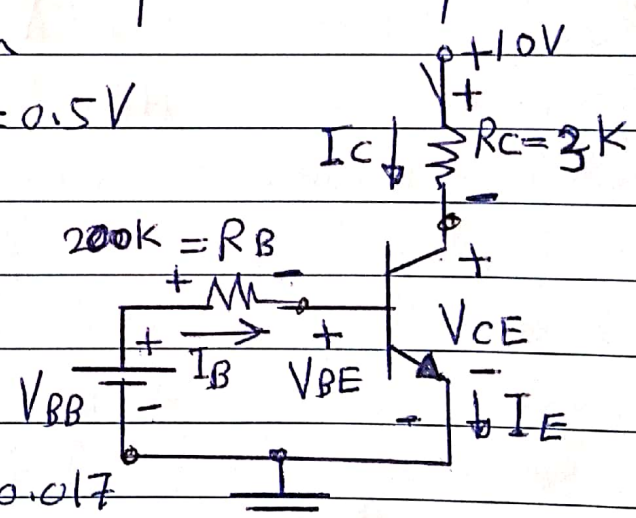 +10V
=0.5V
+
IC RC=3K
-
200K = RB
+ -
+
+ IB + VBE VCE
VBB
- - - IE
0.017